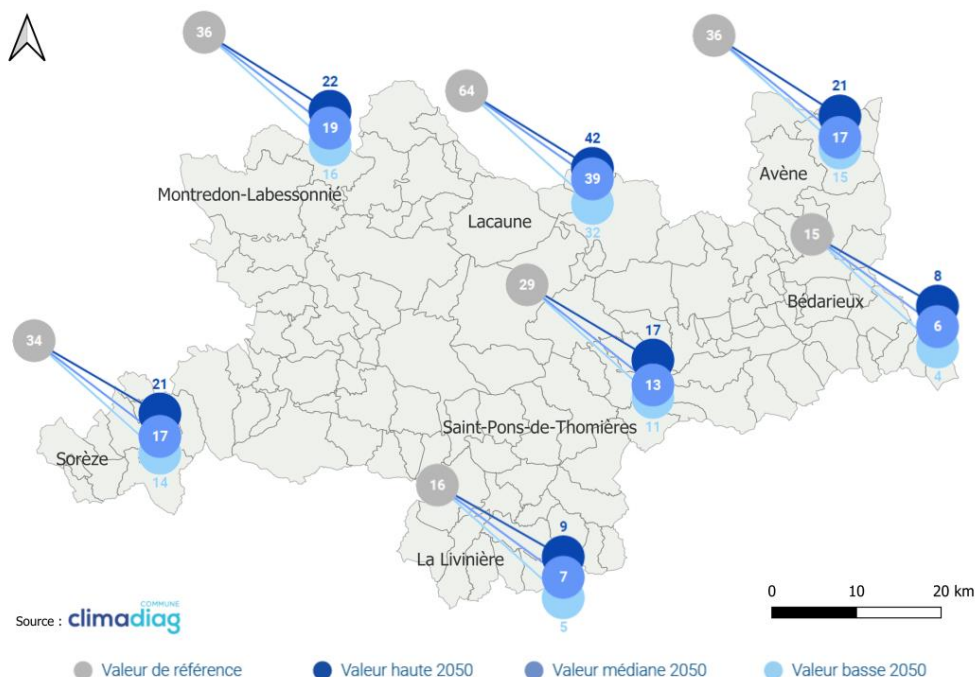 36
22
19
16
Montredon-Labessonnié
64
42
39
32
Lacaune
36
21
17
15
Avène
15
8
6
4
Bédarieux
29
17
13
11
Saint-Pons-de-Thomières
34
21
17
14
Sorèze
16
9
7
5
La Livinière
0 10 20 km
Source : climadiag
COMMUNE
Valeur de référence Valeur haute 2050 Valeur médiane 2050 Valeur basse 2050